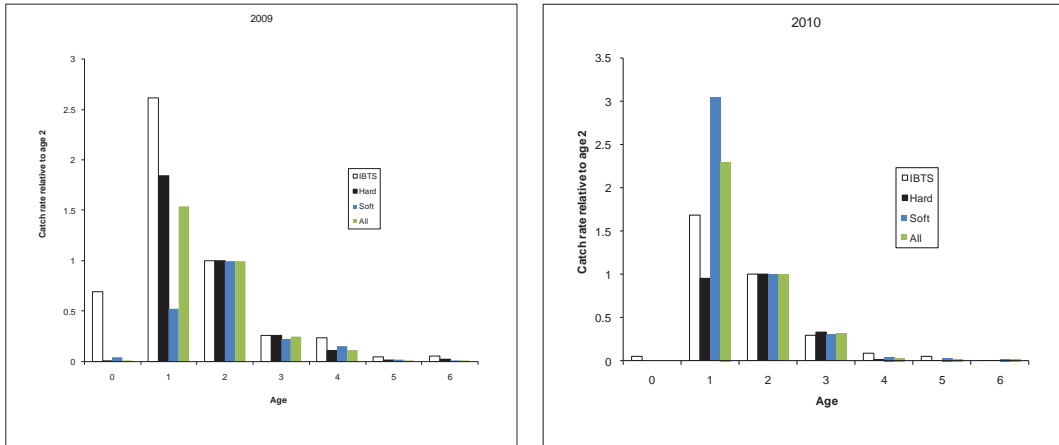 2009
Catch rate relative to age 2
3
2.5
2
1.5
1
0.5
0
0 1 2 3 4 5 6
Age
IBTS
Hard
Soft
All
2010
Catch rate relative to age 2
3.5
3
2.5
2
1.5
1
0.5
0
0 1 2 3 4 5 6
Age
IBTS
Hard
Soft
All